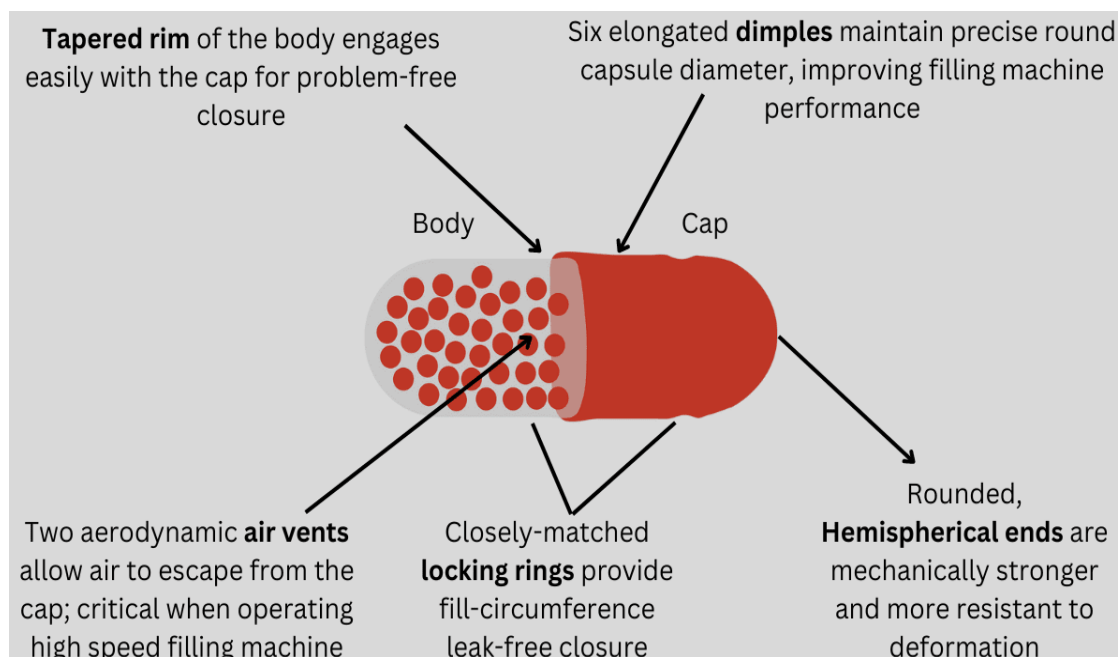 Tapered rim of the body engages
easily with the cap for problem-free
closure
Six elongated dimples maintain precise round
capsule diameter, improving filling machine
performance
Body
Cap
Two aerodynamic air vents
allow air to escape from the
cap; critical when operating
high speed filling machine
Closely-matched
locking rings provide
fill-circumference
leak-free closure
Rounded,
Hemispherical ends are
mechanically stronger
and more resistant to
deformation